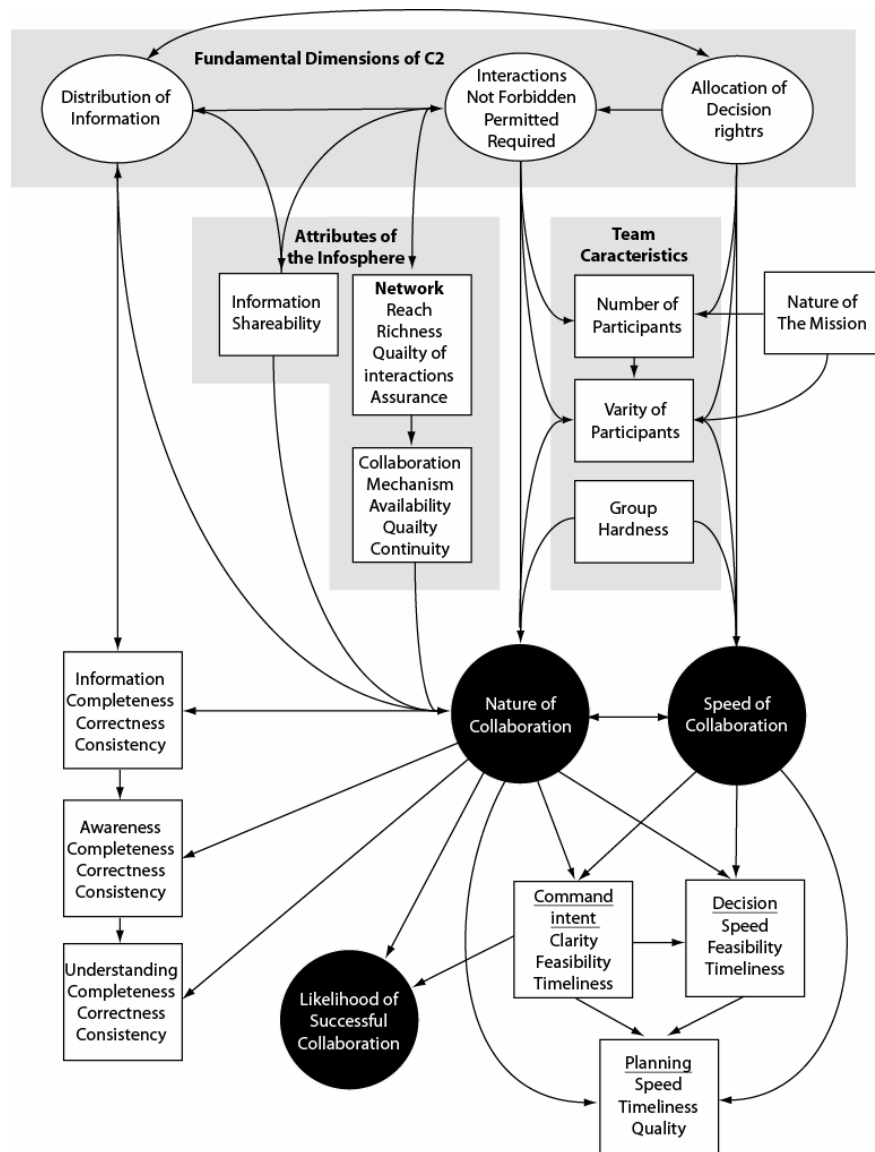 Fundamental Dimensions of C2
Distribution of
Information
Interactions
Not Forbidden
Permitted
Required
Allocation of
Decision
rightrs
Attributes of
the Infosphere
Information
Shareability
Network
Reach
Richness
Quailty of
interactions
Assurance
Collaboration
Mechanism
Availability
Quailty
Continuity
Team
Caracteristics
Number of
Participants
Varity of
Participants
Group
Hardness
Nature of
The Mission
Information
Completeness
Correctness
Consistency
Awareness
Completeness
Correctness
Consistency
Understanding
Completeness
Correctness
Consistency
Nature of
Collaboration
Speed of
Collaboration
Likelihood of
Successful
Collaboration
Command
intent
Clarity
Feasibility
Timeliness
Decision
Speed
Feasibility
Timeliness
Planning
Speed
Timeliness
Quality